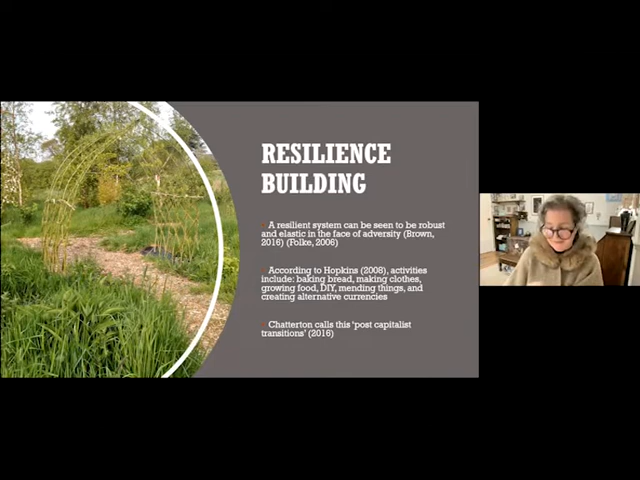 RESILIENCE
BUILDING
A resilient system can be seen to be robust
and elastic in the face of adversity (Brown,
2016) (Folke, 2006)
According to Hopkins (2008), activities
include: baking bread, making clothes,
growing food, DIY, mending things, and
creating alternative currencies
Chatterton calls this 'post capitalist
transitions' (2016)